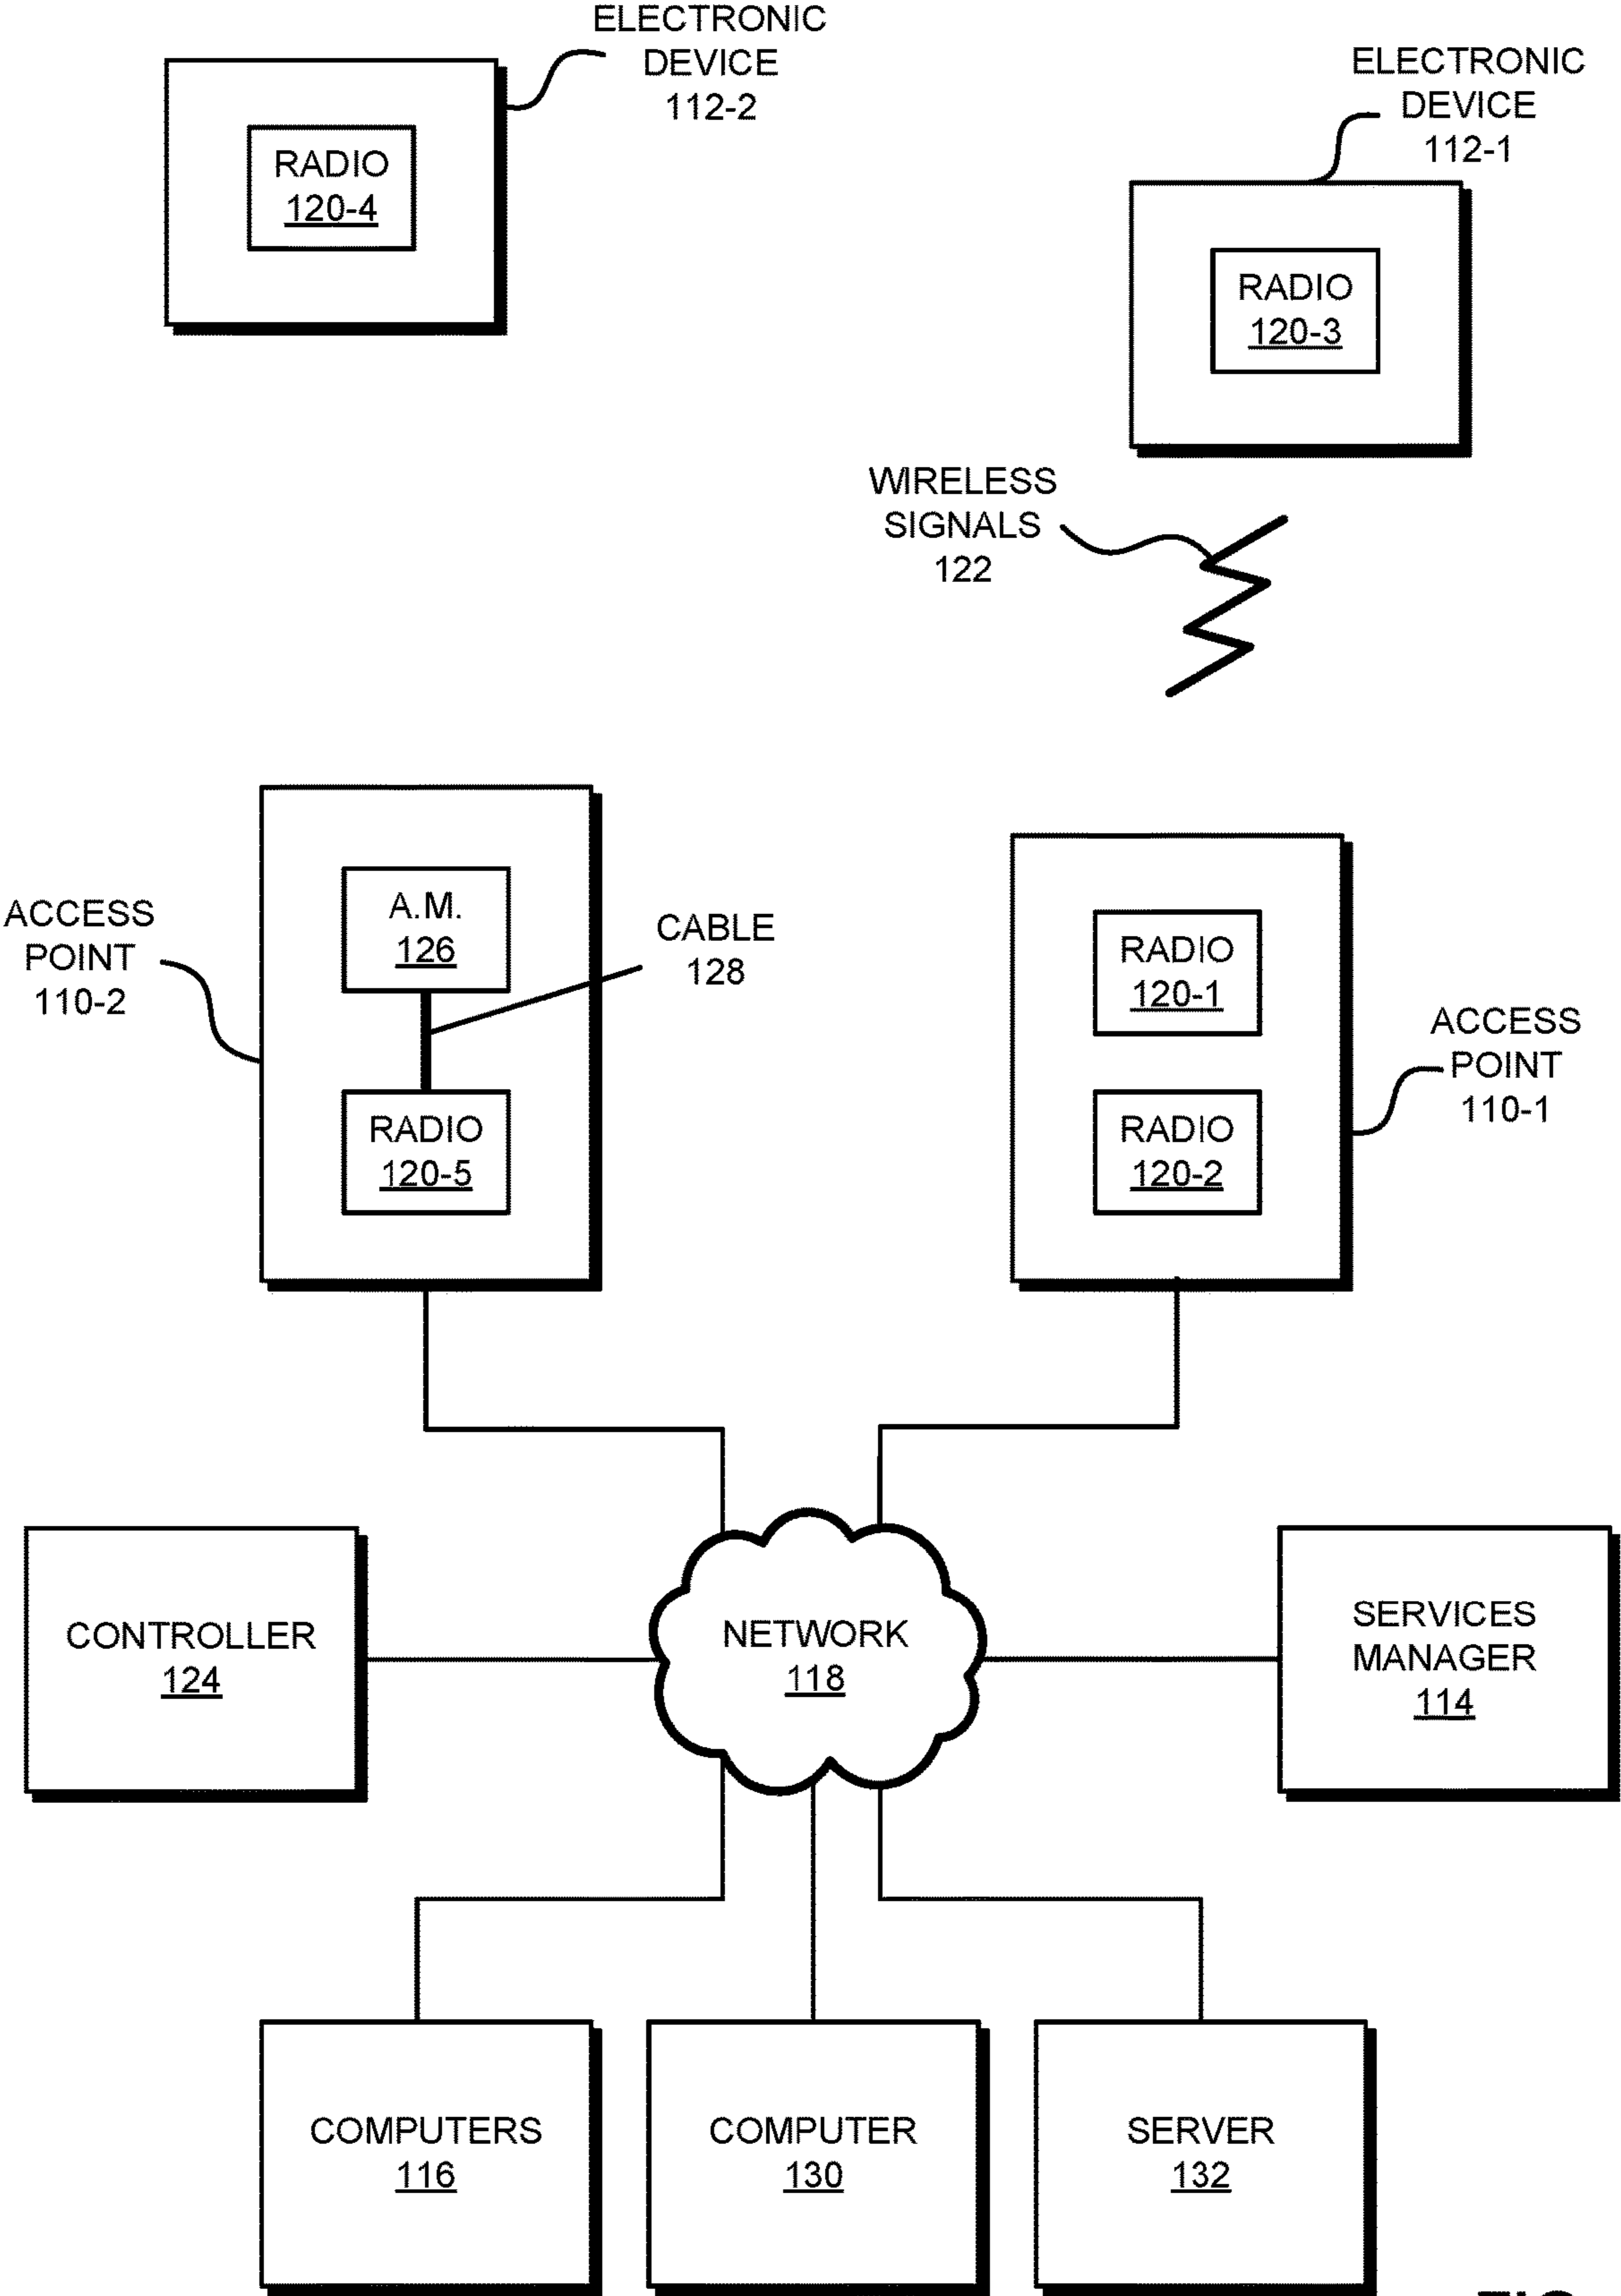 ELECTRONIC
DEVICE
112-2
ELECTRONIC
DEVICE
112-1
RADIO
120-4
RADIO
120-3
WIRELESS
SIGNALS
122
A.M.
126
ACCESS
POINT
110-2
CABLE
128
RADIO
120-1
ACCESS
POINT
110-1
RADIO
120-5
RADIO
120-2
CONTROLLER
124
NETWORK
118
SERVICES
MANAGER
114
COMPUTERS
116
COMPUTER
130
SERVER
132